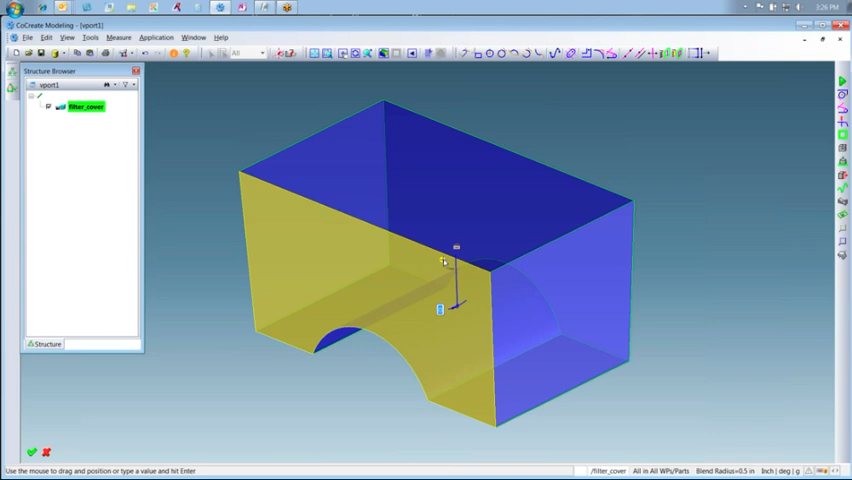 3:26 PM
CoCreate Modeling - [vport1]
File Edit View Tools Measure Application Window Help
All
Structure Browser
vport1
filter_cover
Structure
Use the mouse to drag and position or type a value and hit Enter
/filter_cover All in All WPs/Parts Blend Radius=0.5 in Inch | deg | g